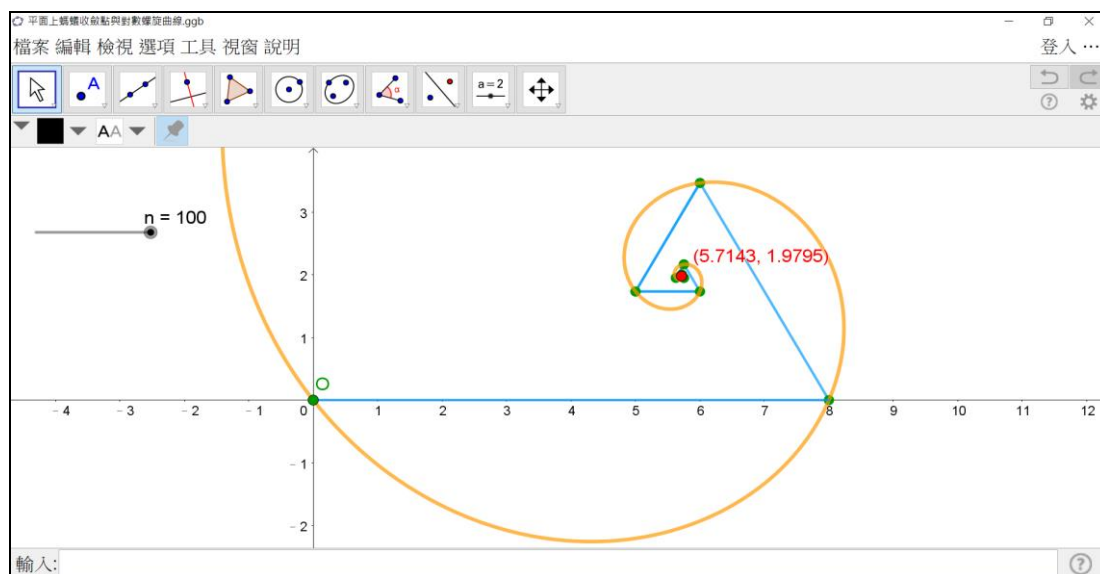 平面上螞蟻收斂點與對數螺旋曲線.ggb
檔案 編輯 檢視 選項 工具 視窗 說明
登入 ...
A
α
a = 2
AA
n = 100
3
(5.7143, 1.9795)
2
1
O
– 4 – 3 – 2 – 1 0 1 2 3 4 5 6 7 8 9 10 11 12
– 1
– 2
輸入: